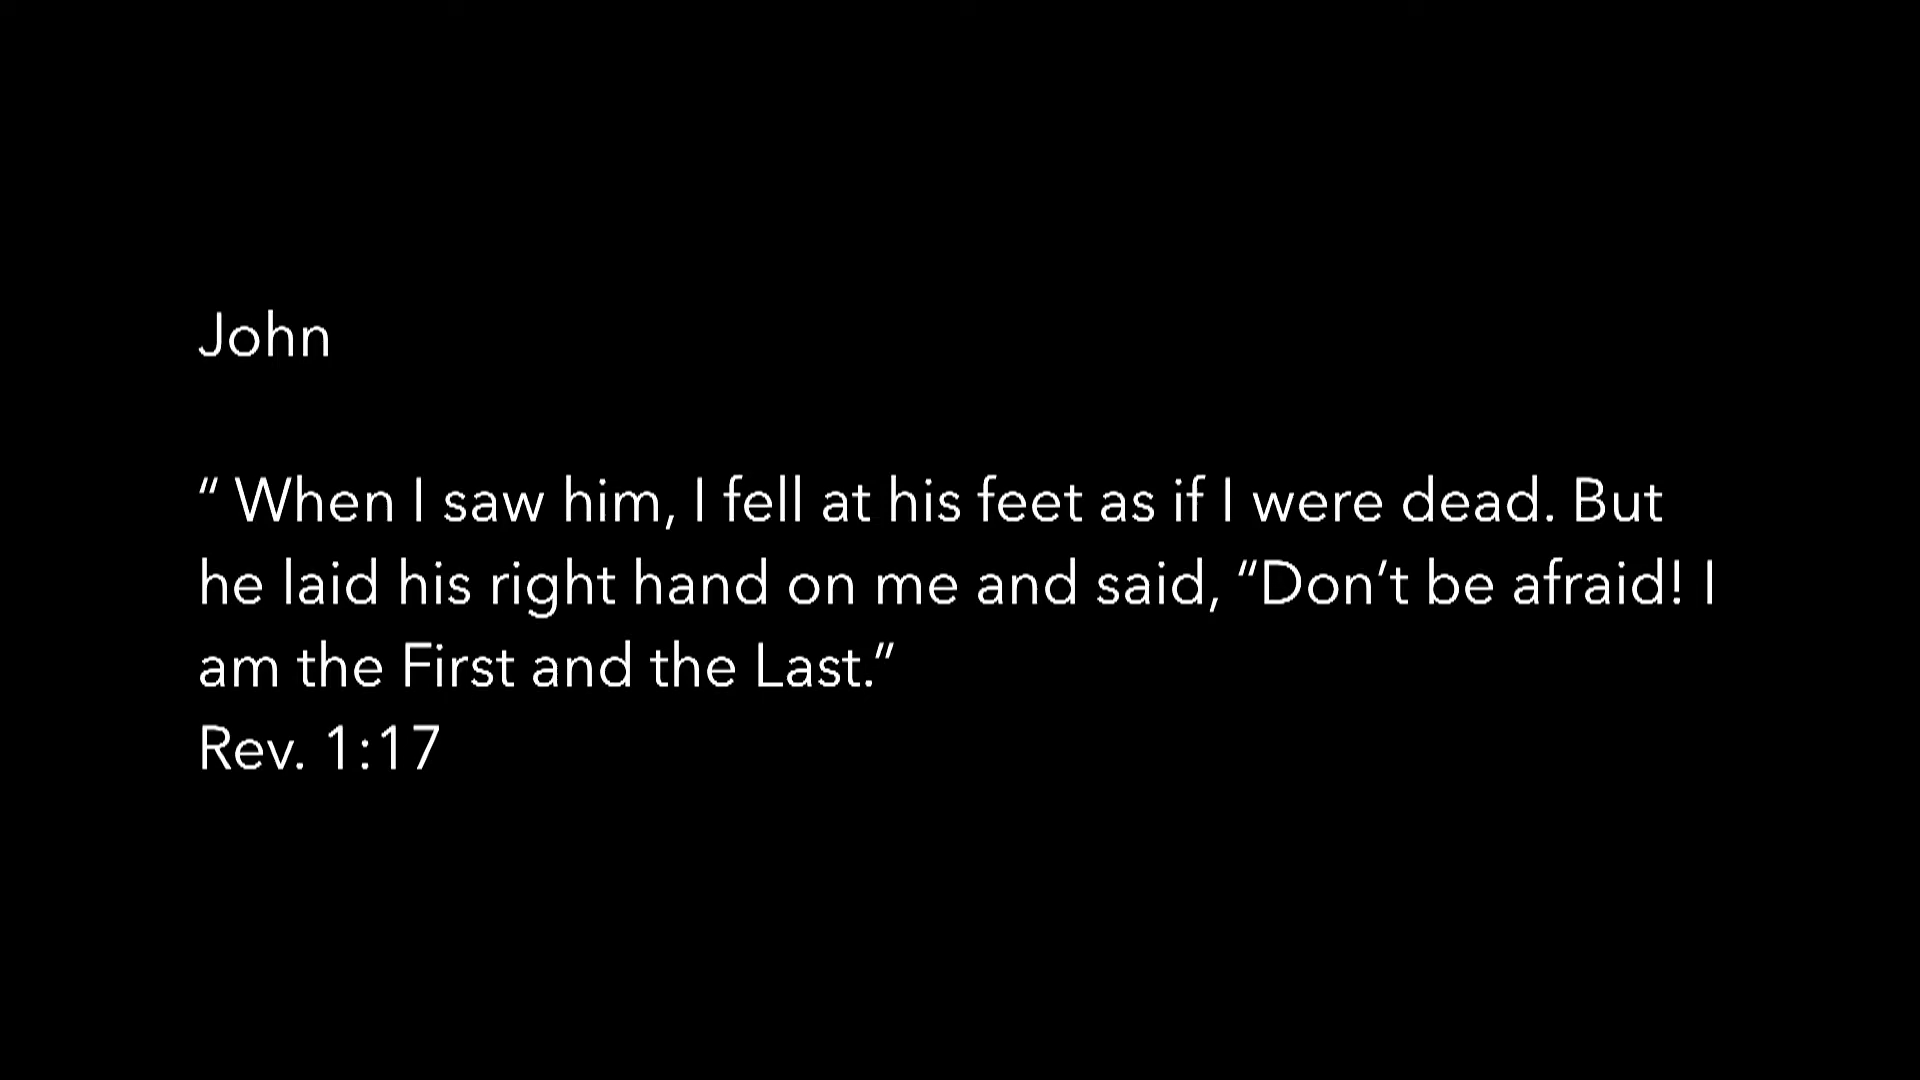 John
“ When I saw him, I fell at his feet as if I were dead. But
he laid his right hand on me and said, “Don’t be afraid! I
am the First and the Last.”
Rev. 1:17